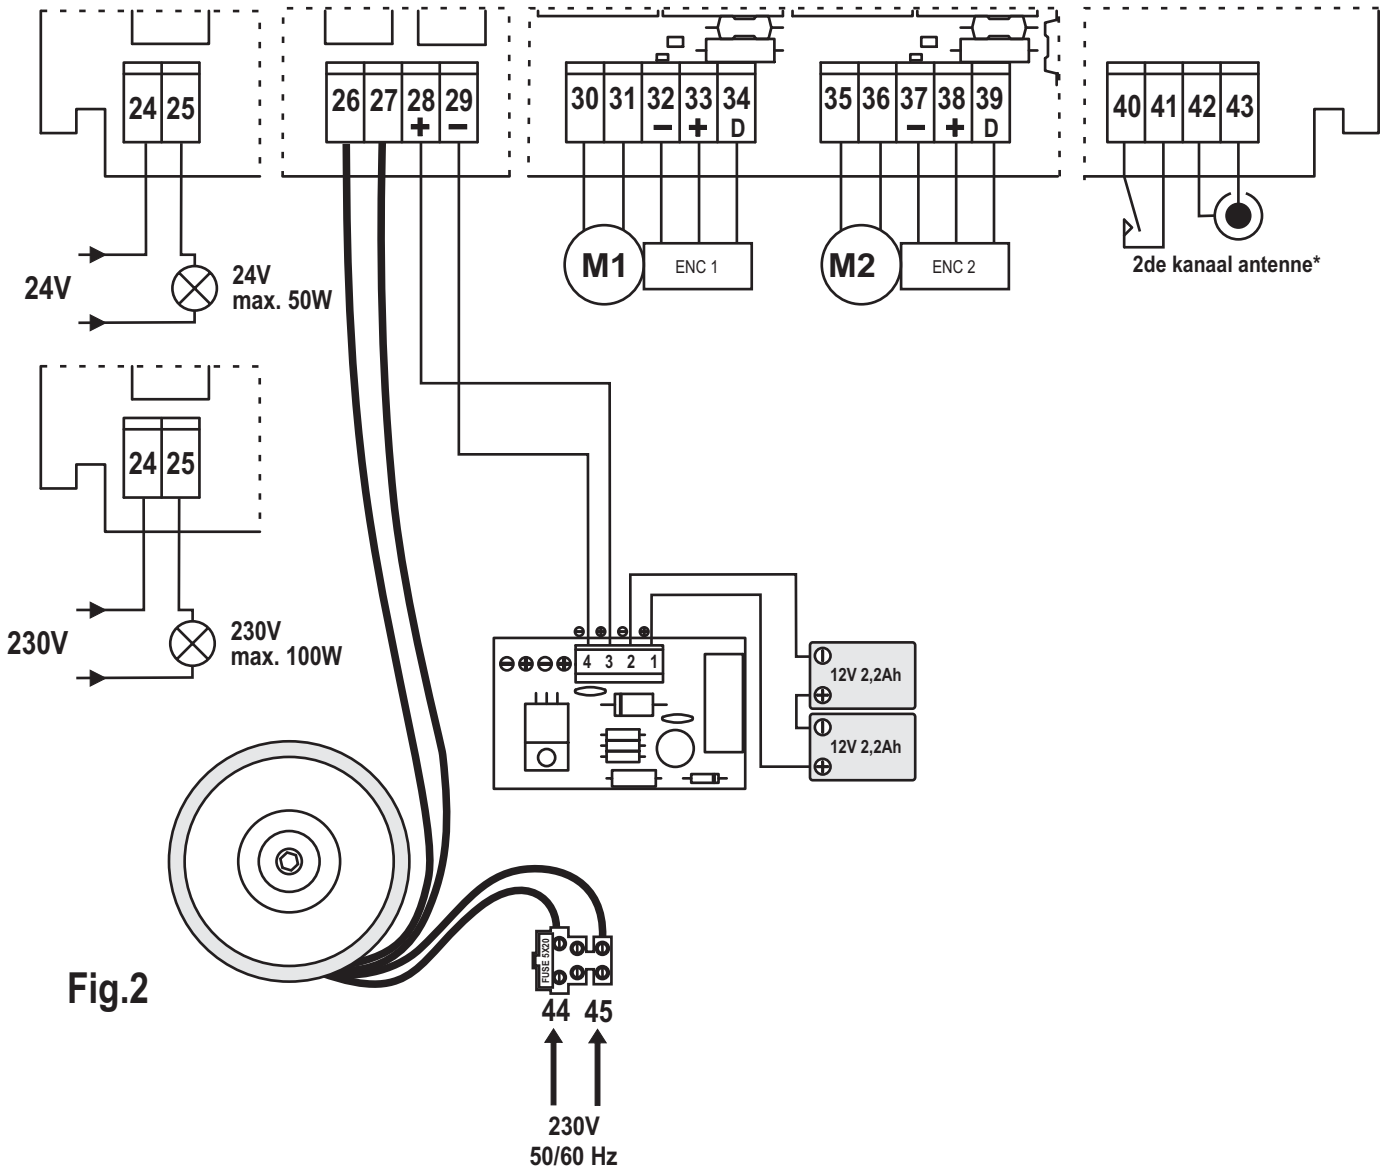 24 25
26 27 28 29
+ −
30 31 32 33 34
− + D
35 36 37 38 39
− + D
40 41 42 43
24V
24V
max. 50W
M1
ENC 1
M2
ENC 2
2de kanaal antenne*
24 25
230V
230V
max. 100W
4 3 2 1
12V 2,2Ah
12V 2,2Ah
FUSE 5X20
44 45
230V
50/60 Hz
Fig.2